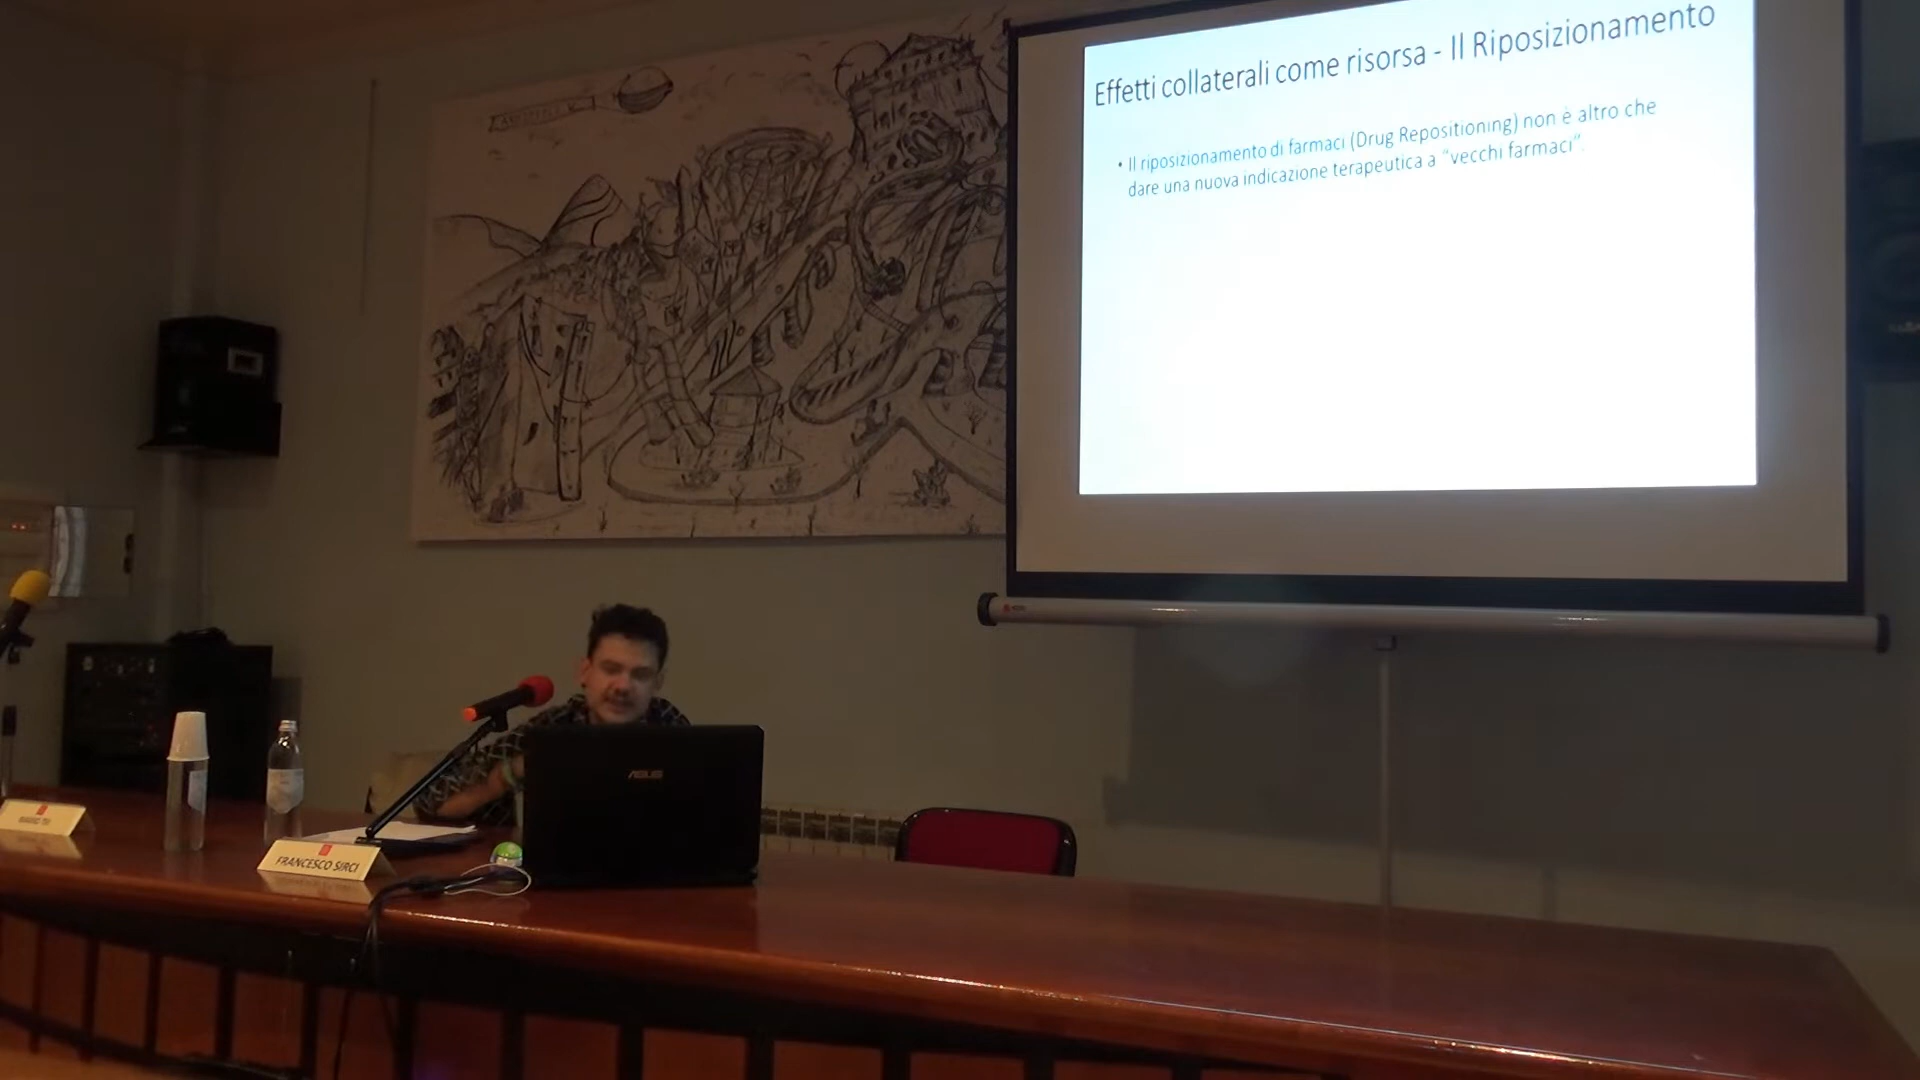 Effetti collaterali come risorsa - Il Riposizionamento
• Il riposizionamento di farmaci (Drug Repositioning) non è altro che
dare una nuova indicazione terapeutica a “vecchi farmaci”.
ASUS
FRANCESCO SIRCI